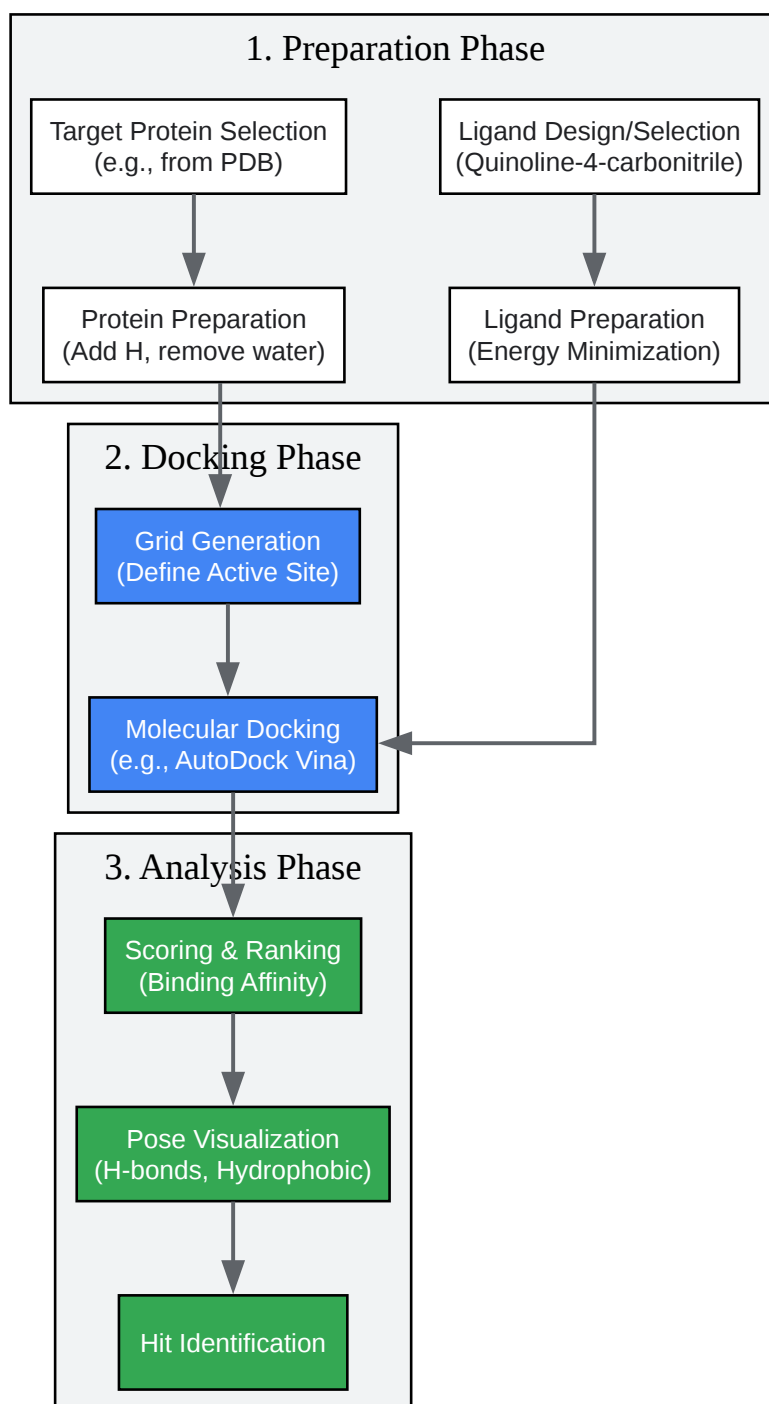 1. Preparation Phase
Target Protein Selection
(e.g., from PDB)
Ligand Design/Selection
(Quinoline-4-carbonitrile)
Protein Preparation
(Add H, remove water)
Ligand Preparation
(Energy Minimization)
2. Docking Phase
Grid Generation
(Define Active Site)
Molecular Docking
(e.g., AutoDock Vina)
3. Analysis Phase
Scoring & Ranking
(Binding Affinity)
Pose Visualization
(H-bonds, Hydrophobic)
Hit Identification